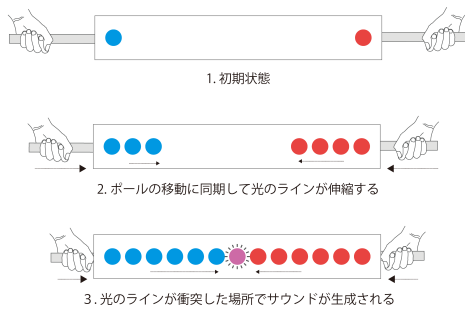 1. 初期状態
2. ポールの移動に同期して光のラインが伸縮する
3. 光のラインが衝突した場所でサウンドが生成される